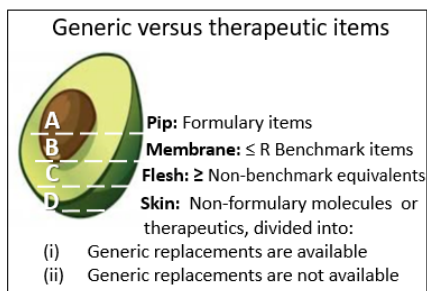 Generic versus therapeutic items
A
Pip: Formulary items
B
Membrane: ≤ R Benchmark items
C
Flesh: ≥ Non-benchmark equivalents
D
Skin: Non-formulary molecules or
therapeutics, divided into:
(i) Generic replacements are available
(ii) Generic replacements are not available